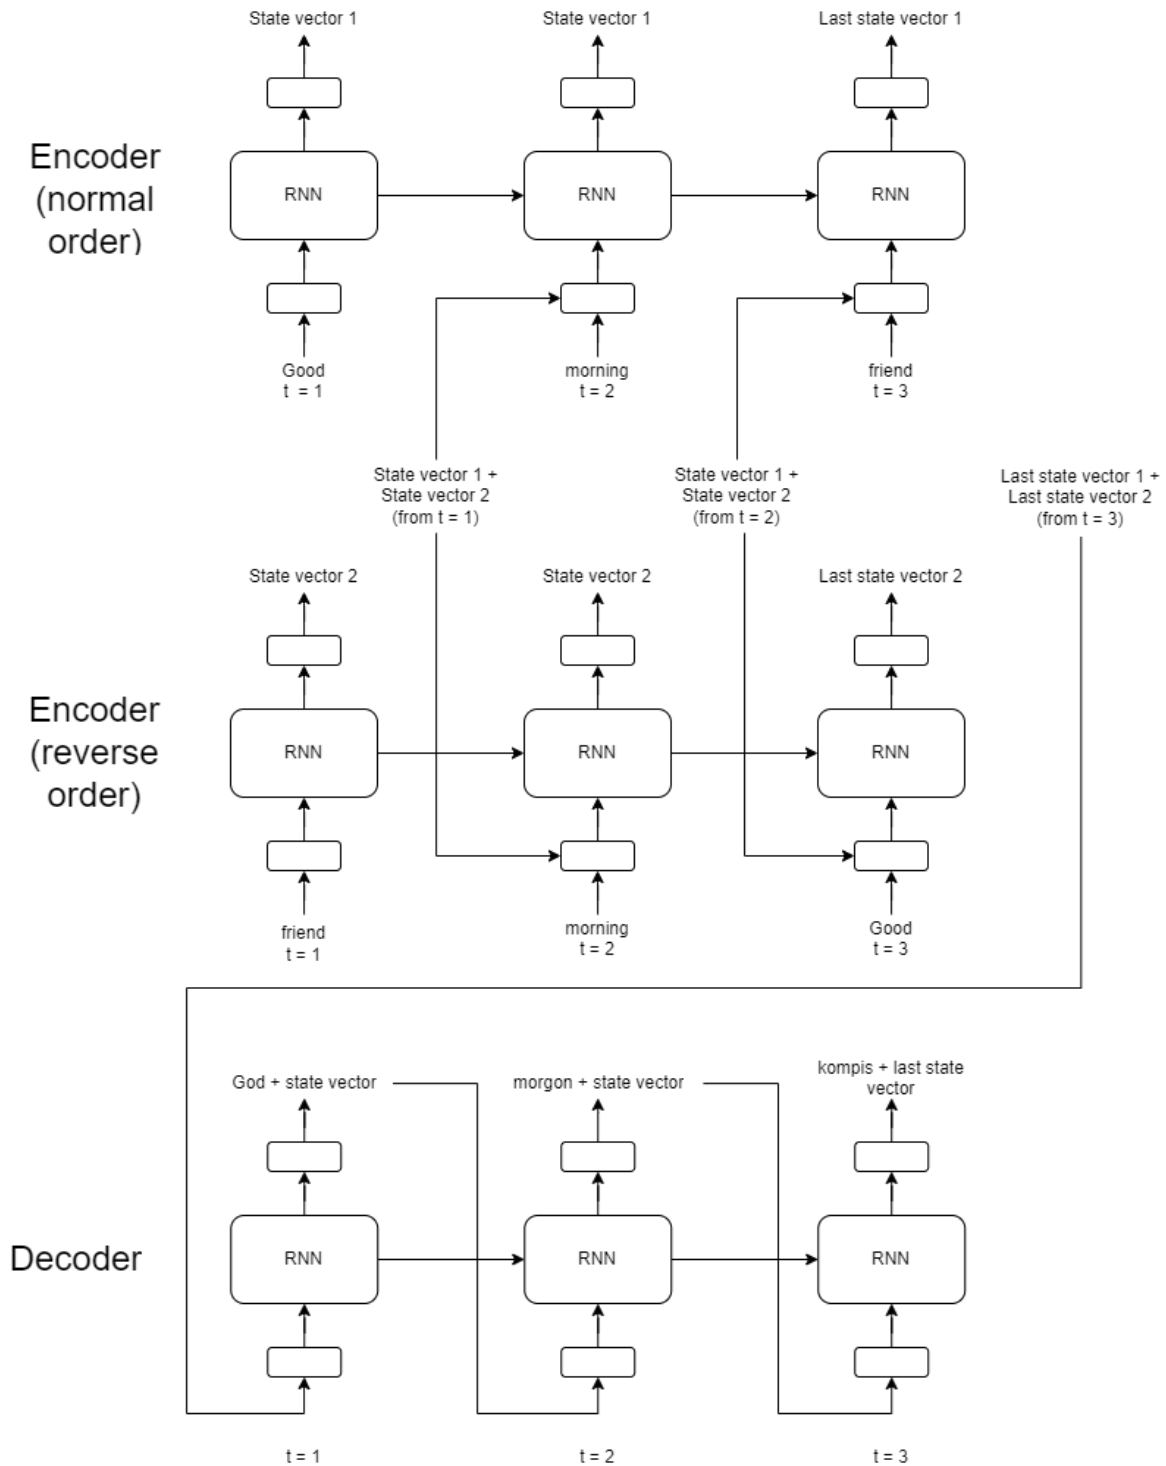 State vector 1
State vector 1
Last state vector 1
Encoder
(normal
order)
RNN
RNN
RNN
Good
t = 1
morning
t = 2
friend
t = 3
State vector 1 +
State vector 2
(from t = 1)
State vector 1 +
State vector 2
(from t = 2)
Last state vector 1 +
Last state vector 2
(from t = 3)
State vector 2
State vector 2
Last state vector 2
Encoder
(reverse
order)
RNN
RNN
RNN
friend
t = 1
morning
t = 2
Good
t = 3
God + state vector
morgon + state vector
kompis + last state
vector
Decoder
RNN
RNN
RNN
t = 1
t = 2
t = 3